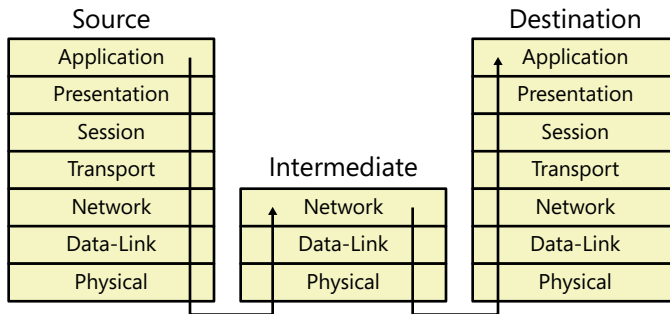 Source
Application
Presentation
Session
Transport
Network
Data-Link
Physical
Intermediate
Network
Data-Link
Physical
Destination
Application
Presentation
Session
Transport
Network
Data-Link
Physical